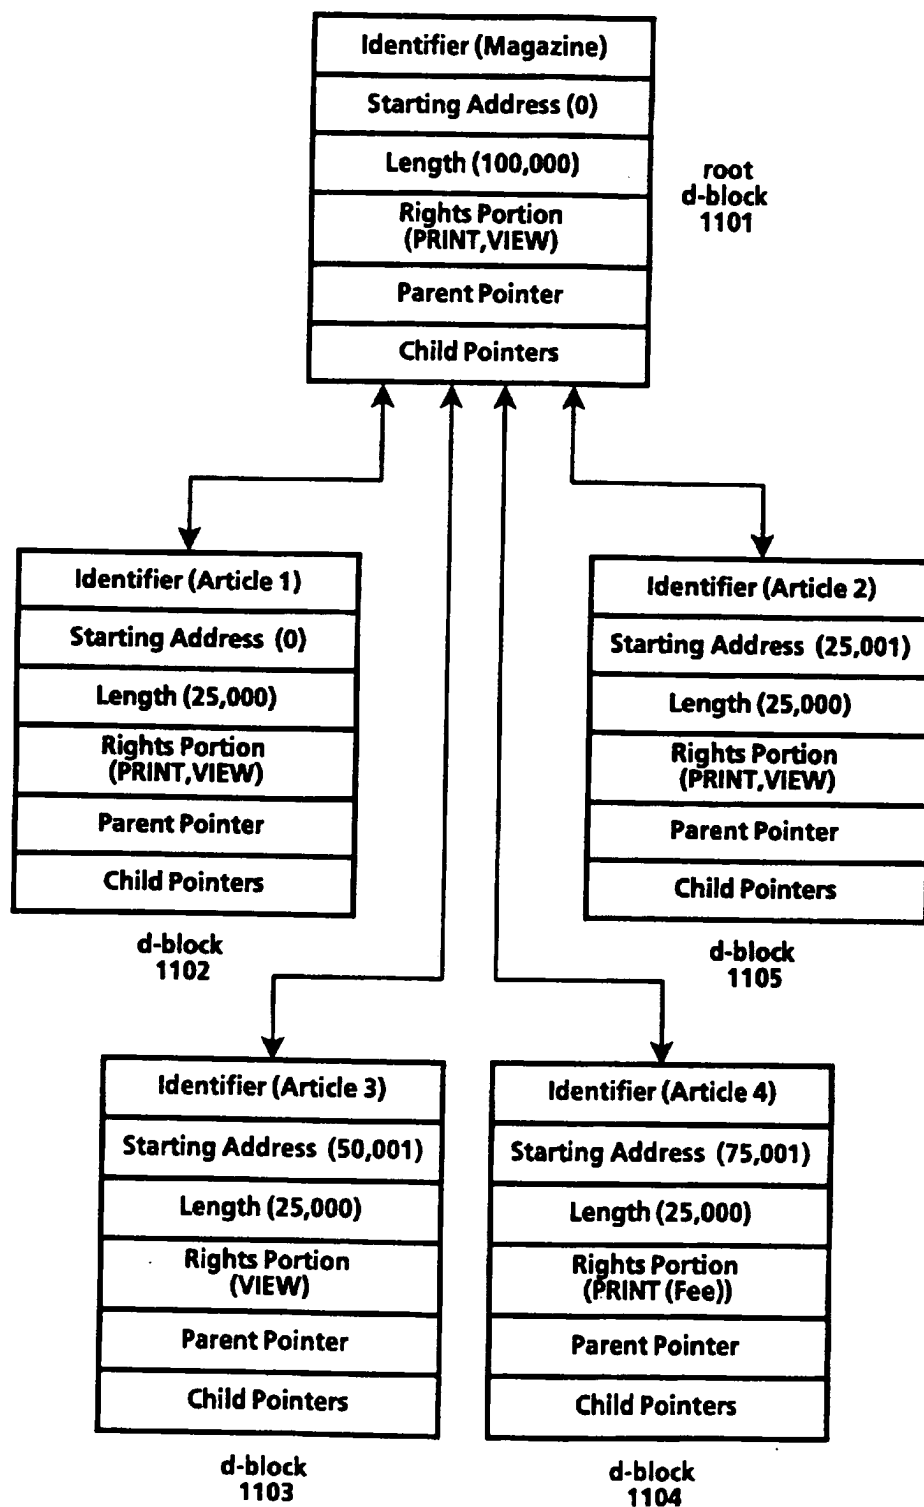 Identifier (Magazine)
Starting Address (0)
Length (100,000)
Rights Portion
(PRINT,VIEW)
Parent Pointer
Child Pointers
root
d-block
1101
Identifier (Article 1)
Starting Address (0)
Length (25,000)
Rights Portion
(PRINT,VIEW)
Parent Pointer
Child Pointers
d-block
1102
Identifier (Article 2)
Starting Address (25,001)
Length (25,000)
Rights Portion
(PRINT,VIEW)
Parent Pointer
Child Pointers
d-block
1105
Identifier (Article 3)
Starting Address (50,001)
Length (25,000)
Rights Portion
(VIEW)
Parent Pointer
Child Pointers
d-block
1103
Identifier (Article 4)
Starting Address (75,001)
Length (25,000)
Rights Portion
(PRINT (Fee))
Parent Pointer
Child Pointers
d-block
1104